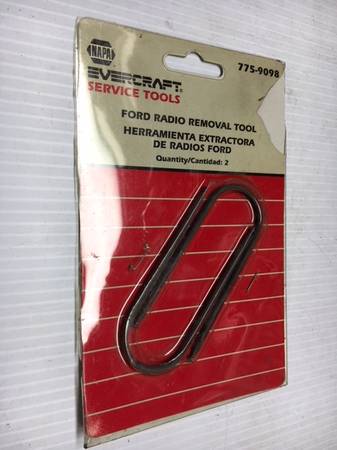 NAPA
775-9098
EVERCRAFT®
SERVICE TOOLS
FORD RADIO REMOVAL TOOL
HERRAMIENTA EXTRACTORA
DE RADIOS FORD
Quantity/Cantidad: 2